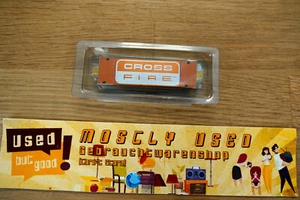 CROSS
FIRE
used
but good!
MOSTLY USED
Gebrauchtwarenshop